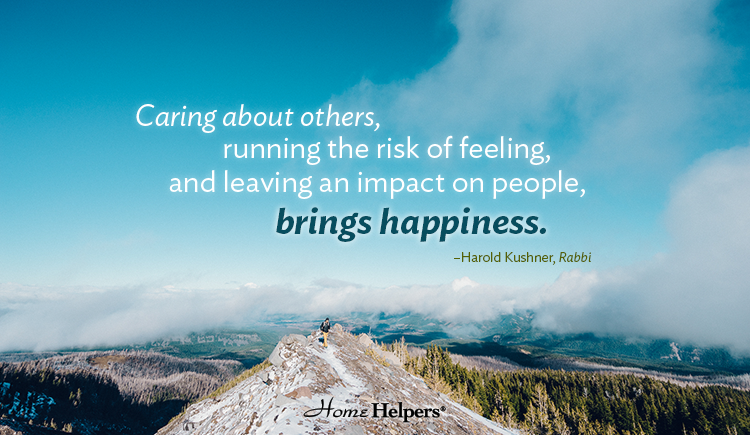 Caring about others,
running the risk of feeling,
and leaving an impact on people,
brings happiness.
–Harold Kushner, Rabbi
Home Helpers®